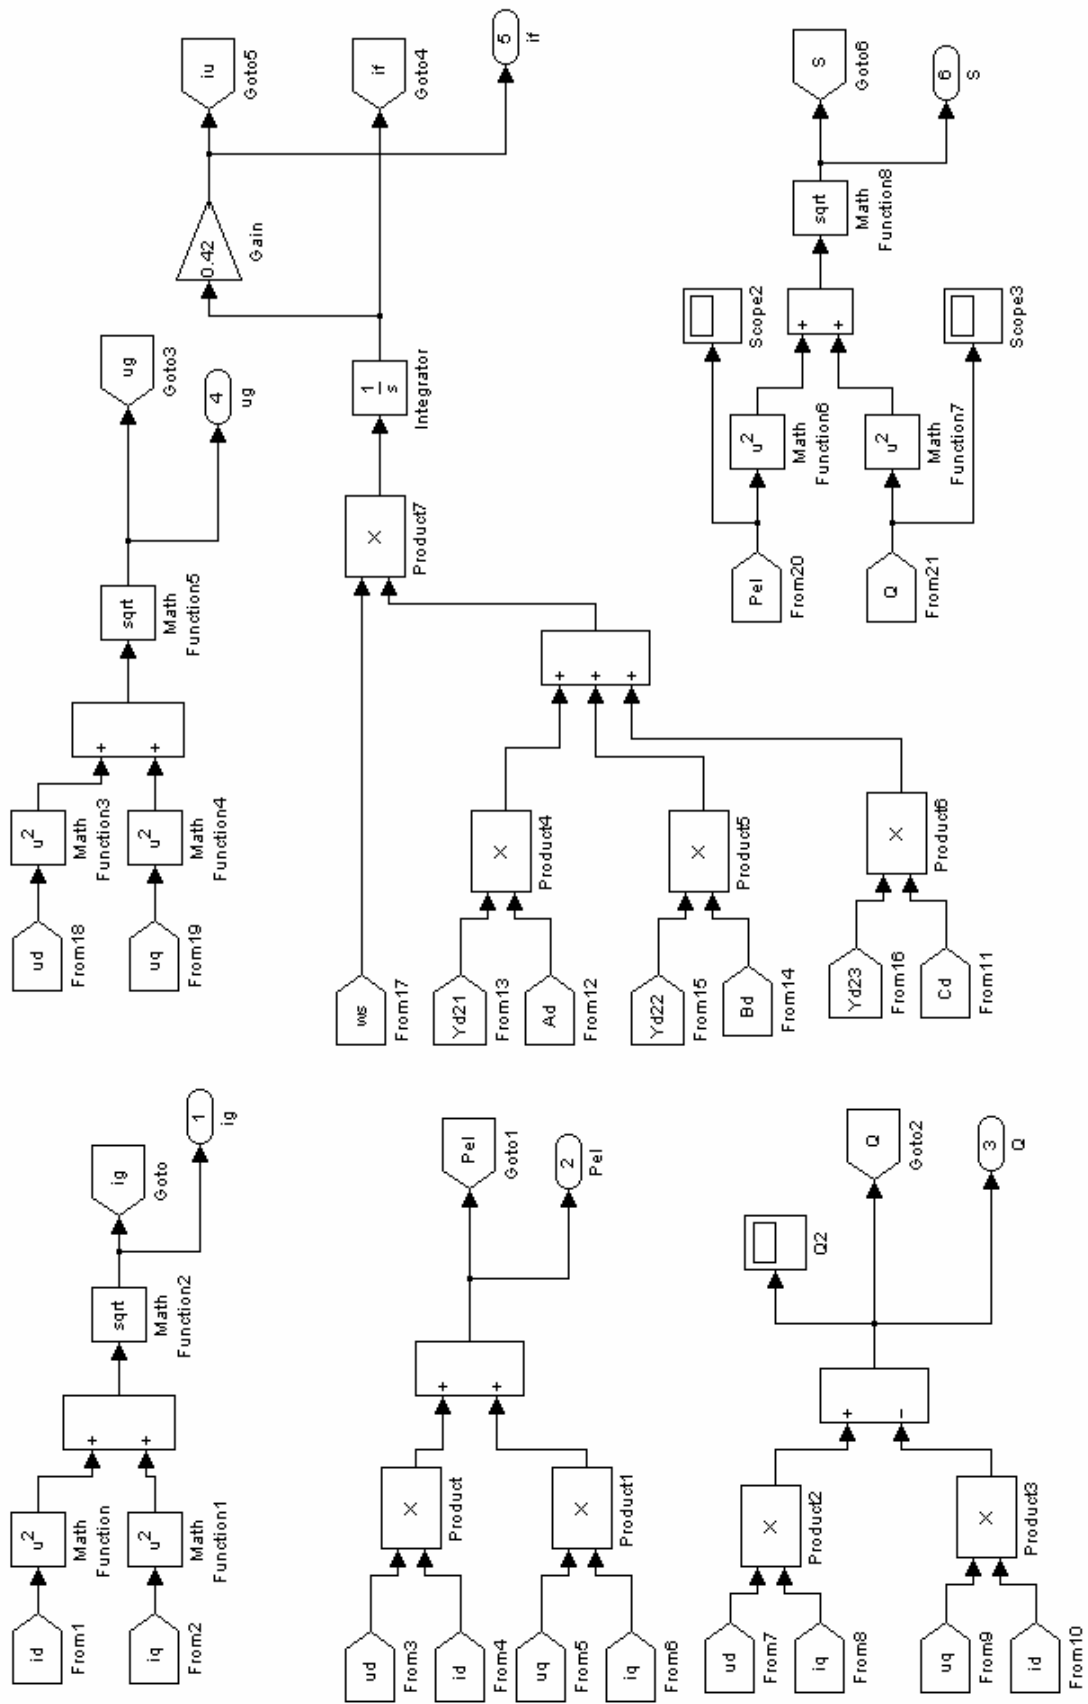 id
From1
u2
Math
Function
iq
From2
u2
Math
Function1
+
+
sqrt
Math
Function2
ig
Goto
1
ig
ud
From18
u2
Math
Function3
uq
From19
u2
Math
Function4
+
+
sqrt
Math
Function5
ug
Goto3
4
ug
ud
From3
id
From4
×
Product
uq
From5
iq
From6
×
Product1
+
+
Pel
Goto1
2
Pel
From17
Yd21
From13
Ad
From12
×
Product4
Yd22
From15
Bd
From14
×
Product5
Yd23
From16
Cd
From11
×
Product6
+
+
+
×
Product7
1
s
Integrator
0.42
Gain
iu
Goto5
if
Goto4
5
if
ud
From7
iq
From8
×
Product2
uq
From9
id
From10
×
Product3
+
-
Q2
Q
Goto2
3
Q
Pel
From20
u2
Math
Function6
Q
From21
u2
Math
Function7
Scope2
Scope3
+
+
sqrt
Math
Function8
S
Goto6
6
S